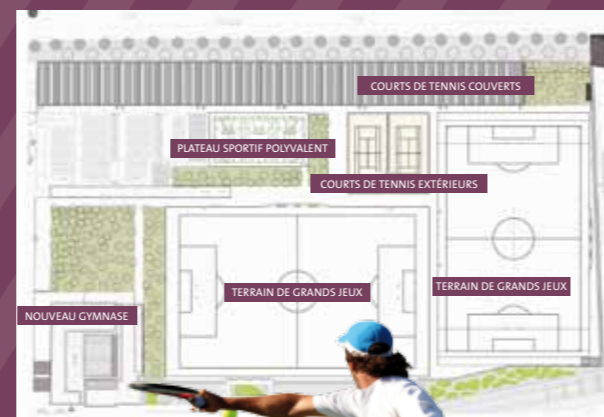 COURTS DE TENNIS COUVERTS
PLATEAU SPORTIF POLYVALENT
COURTS DE TENNIS EXTÉRIEURS
TERRAIN DE GRANDS JEUX
TERRAIN DE GRANDS JEUX
NOUVEAU GYMNASE